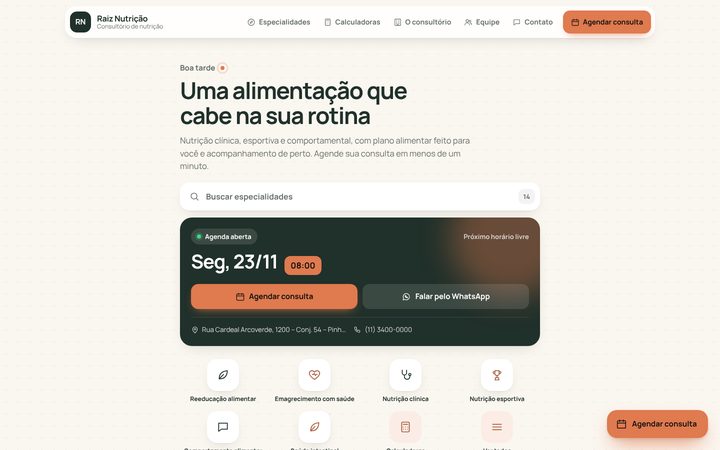 RN
Raiz Nutrição
Consultório de nutrição
Especialidades
Calculadoras
O consultório
Equipe
Contato
Agendar consulta
Boa tarde
Uma alimentação que
cabe na sua rotina
Nutrição clínica, esportiva e comportamental, com plano alimentar feito para
você e acompanhamento de perto. Agende sua consulta em menos de um
minuto.
Buscar especialidades
14
Agenda aberta
Próximo horário livre
Seg, 23/11
08:00
Agendar consulta
Falar pelo WhatsApp
Rua Cardeal Arcoverde, 1200 – Conj. 54 – Pinh...
(11) 3400-0000
Reeducação alimentar
Emagrecimento com saúde
Nutrição clínica
Nutrição esportiva
Agendar consulta